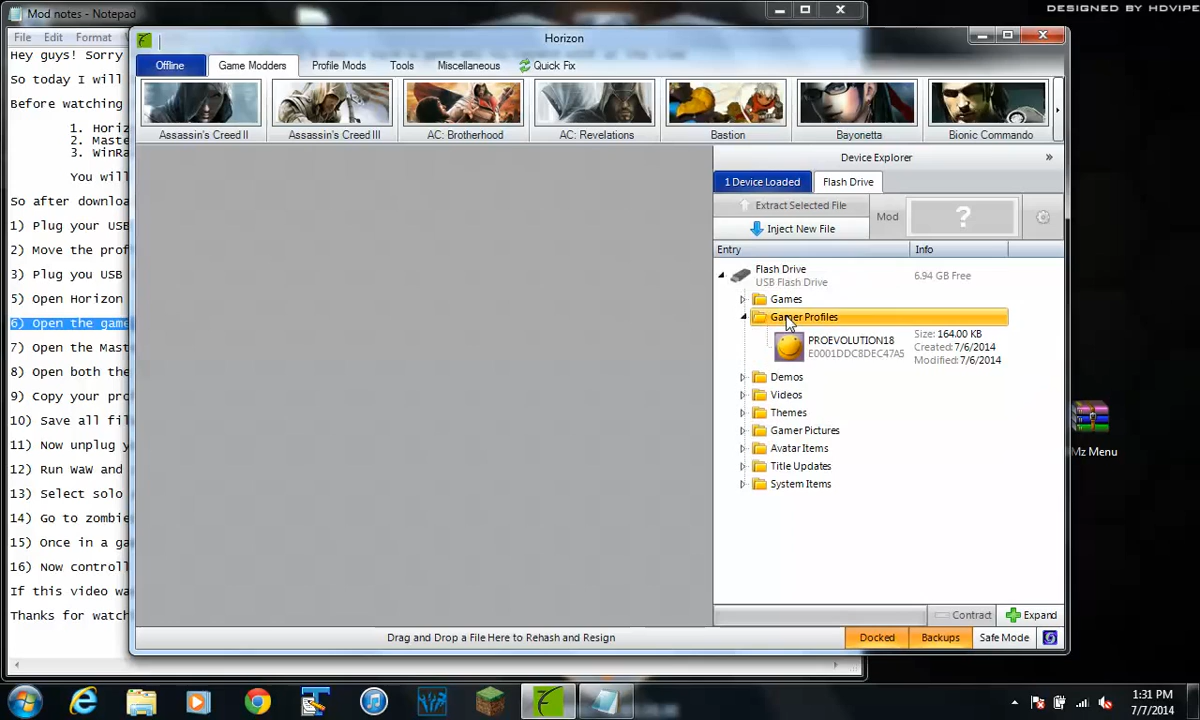 Mod notes - Notepad
DESIGNED BY HDVIPE
File Edit Format
Horizon
Hey guys! Sorry
So today I will
Before watching
1. Horiz
2. Maste
3. WinRa
You will
So after downloa
1) Plug your USB
2) Move the prof
3) Plug you USB
5) Open Horizon
6) Open the game
7) Open the Mast
8) Open both the
9) Copy your pro
10) Save all fil
11) Now unplug y
12) Run waw and
13) Select solo
14) Go to zombie
15) Once in a ga
16) Now controll
If this video wa
Thanks for watch
Offline Game Modders Profile Mods Tools Miscellaneous Quick Fix
Assassin's Creed II Assassin's Creed III AC: Brotherhood AC: Revelations Bastion Bayonetta Bionic Commando
Device Explorer »
1 Device Loaded Flash Drive
Extract Selected File
Inject New File
Mod ?
Entry Info
Flash Drive
USB Flash Drive
6.94 GB Free
Games
Gamer Profiles
PROEVOLUTION18
E0001DDC8DEC47A5
Size: 164.00 KB
Created: 7/6/2014
Modified: 7/6/2014
Demos
Videos
Themes
Gamer Pictures
Avatar Items
Title Updates
System Items
Contract Expand
Drag and Drop a File Here to Rehash and Resign
Docked Backups Safe Mode
Mz Menu
1:31 PM
7/7/2014